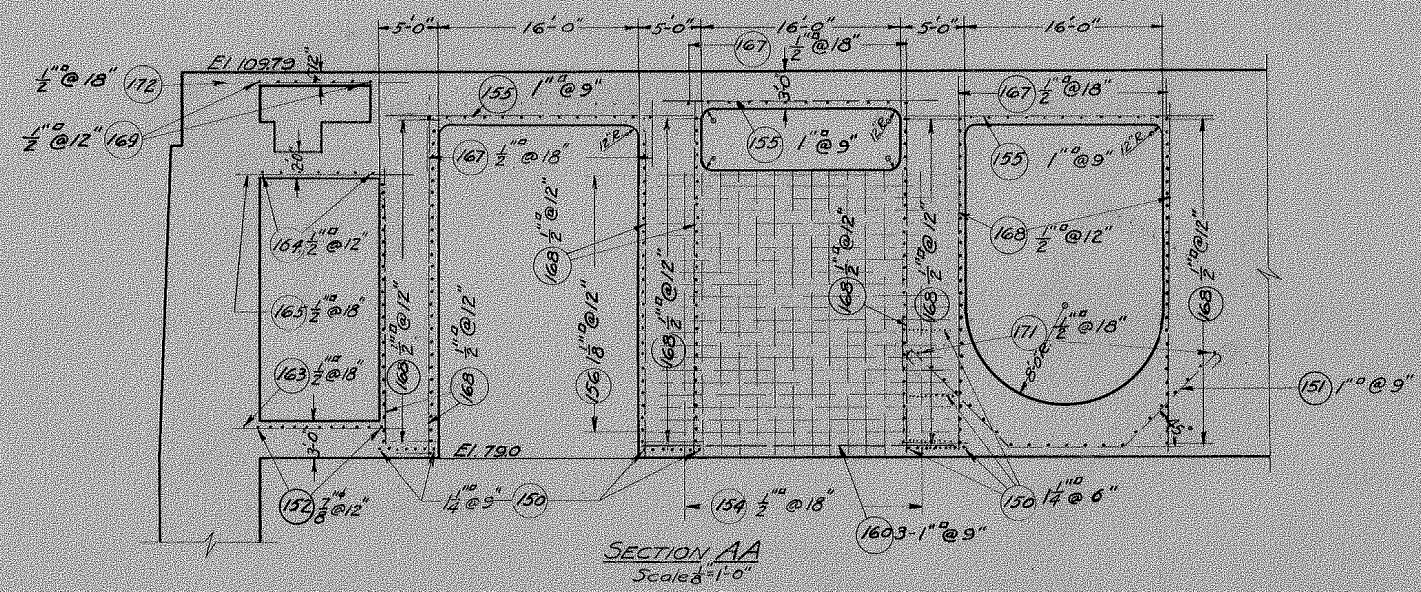 5'-0" 16'-0" 5'-0" 16'-0" 5'-0" 16'-0"
167 1/2"□ @ 18"
El. 109.79
12"
1/2"□ @ 18" 172
155 1"□ @ 9"
3'-0"
167 1/2"□ @ 18"
1/2"□ @ 12" 169
12"R
155 1"□ @ 9"
12"R
12"R
2'-0"
167 1/2"□ @ 18"
155 1"□ @ 9"
164 1/2"□ @ 12"
168 1/2"□ @ 12"
168 1/2"□ @ 12"
168 1/2"□ @ 12"
168 1/2"□ @ 12"
168 1/2"□ @ 12"
165 1/2"□ @ 18"
168 1/2"□ @ 12"
168 1/2"□ @ 12"
156 1 1/8"□ @ 12"
168 1/2"□ @ 12"
171 1/2"□ @ 18"
8'-0"R
163 1/2"□ @ 18"
151 1"□ @ 9"
3'-0"
El. 79.0
45°
152 7/8"ø @ 12"
1 1/4"□ @ 9" 150
154 1/2"□ @ 18"
150 1 1/4"□ @ 6"
160 3-1"□ @ 9"
SECTION AA
Scale 1/8"=1'-0"